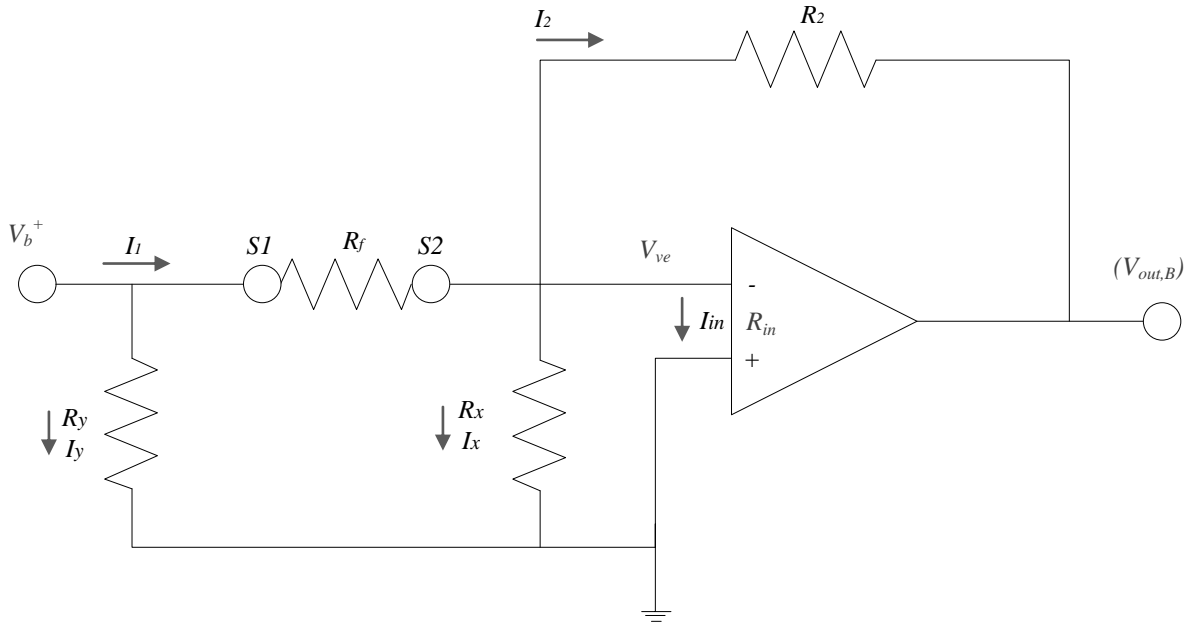 I2
R2
Vb+
I1
S1
Rf
S2
Vve
(Vout,B)
-
Iin
Rin
+
Ry
Iy
Rx
Ix